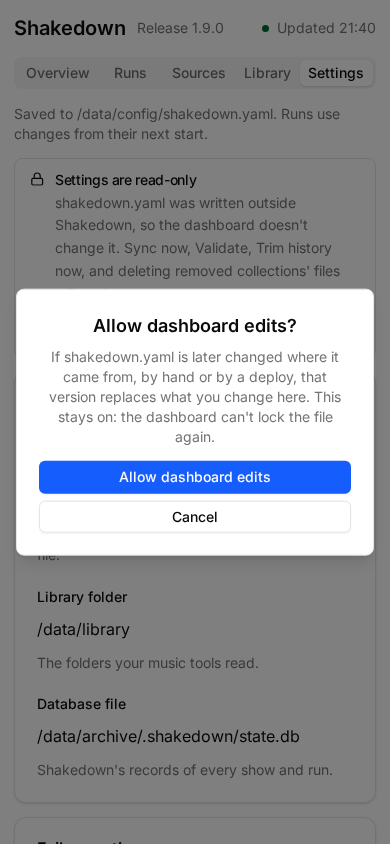 Shakedown Release 1.9.0 Updated 21:40
Overview Runs Sources Library Settings
Saved to /data/config/shakedown.yaml. Runs use
changes from their next start.
Settings are read-only
shakedown.yaml was written outside
Shakedown, so the dashboard doesn't
change it. Sync now, Validate, Trim history
now, and deleting removed collections' files
Allow dashboard edits?
If shakedown.yaml is later changed where it
came from, by hand or by a deploy, that
version replaces what you change here. This
stays on: the dashboard can't lock the file
again.
Allow dashboard edits
Cancel
file.
Library folder
/data/library
The folders your music tools read.
Database file
/data/archive/.shakedown/state.db
Shakedown's records of every show and run.